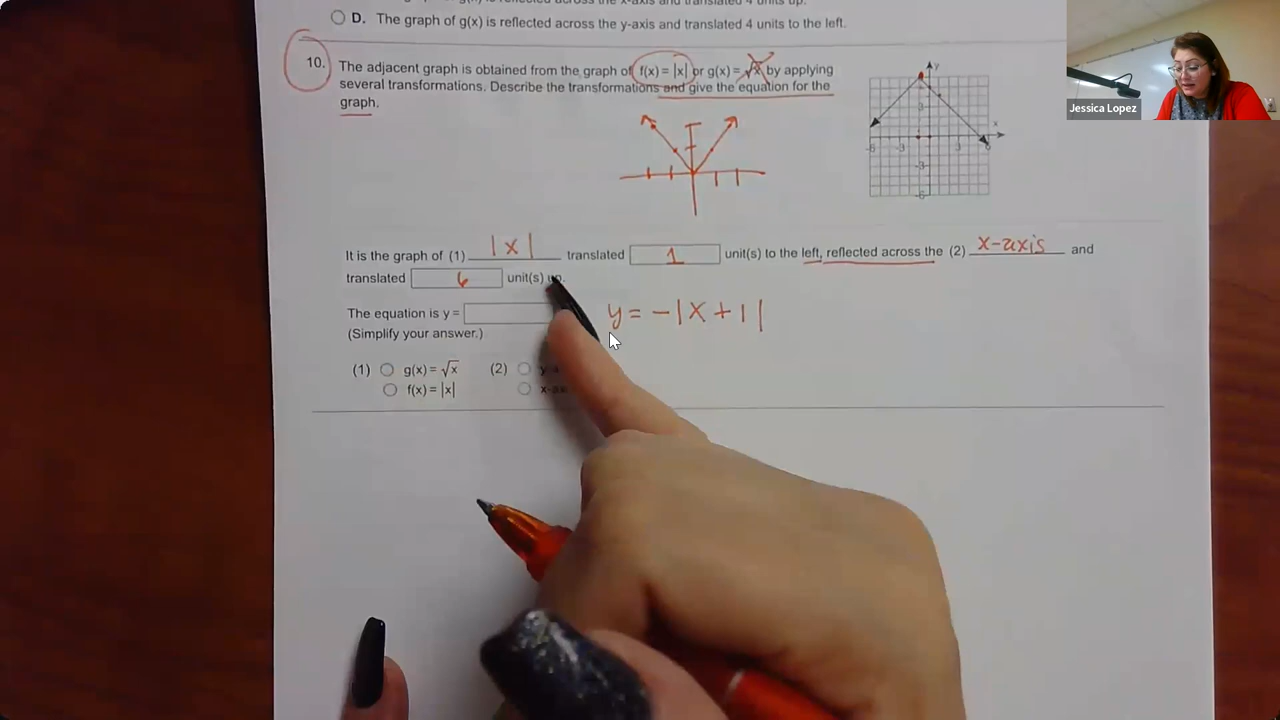 D. The graph of g(x) is reflected across the y-axis and translated 4 units to the left.
Jessica Lopez
10. The adjacent graph is obtained from the graph of f(x) = |x| or g(x) = √x by applying
several transformations. Describe the transformations and give the equation for the
graph.
y
x
-3 3
-3
It is the graph of (1) |x| translated 1 unit(s) to the left, reflected across the (2) x-axis and
translated 6 unit(s)
The equation is y = y = -|x+1|
(Simplify your answer.)
(1) g(x) = √x (2)
f(x) = |x|